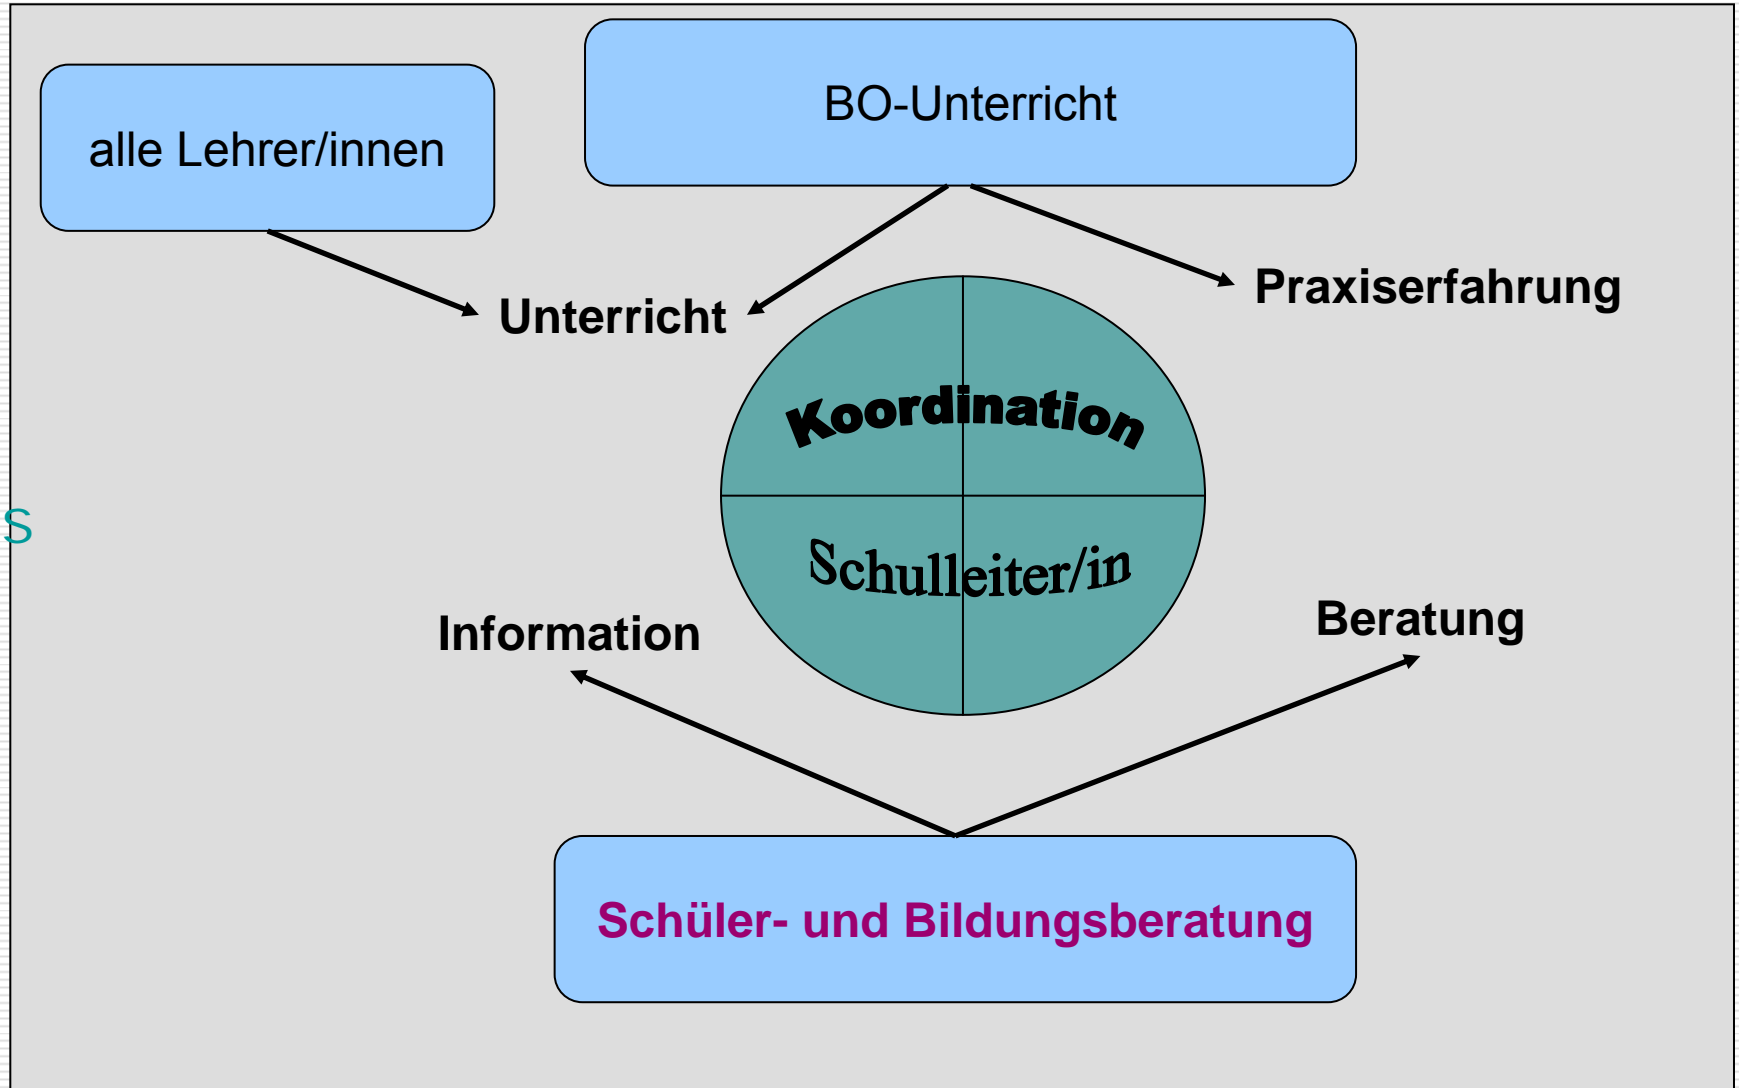 BO-Unterricht
alle Lehrer/innen
Praxiserfahrung
Unterricht
Koordination
S
Schulleiter/in
Information
Beratung
Schüler- und Bildungsberatung